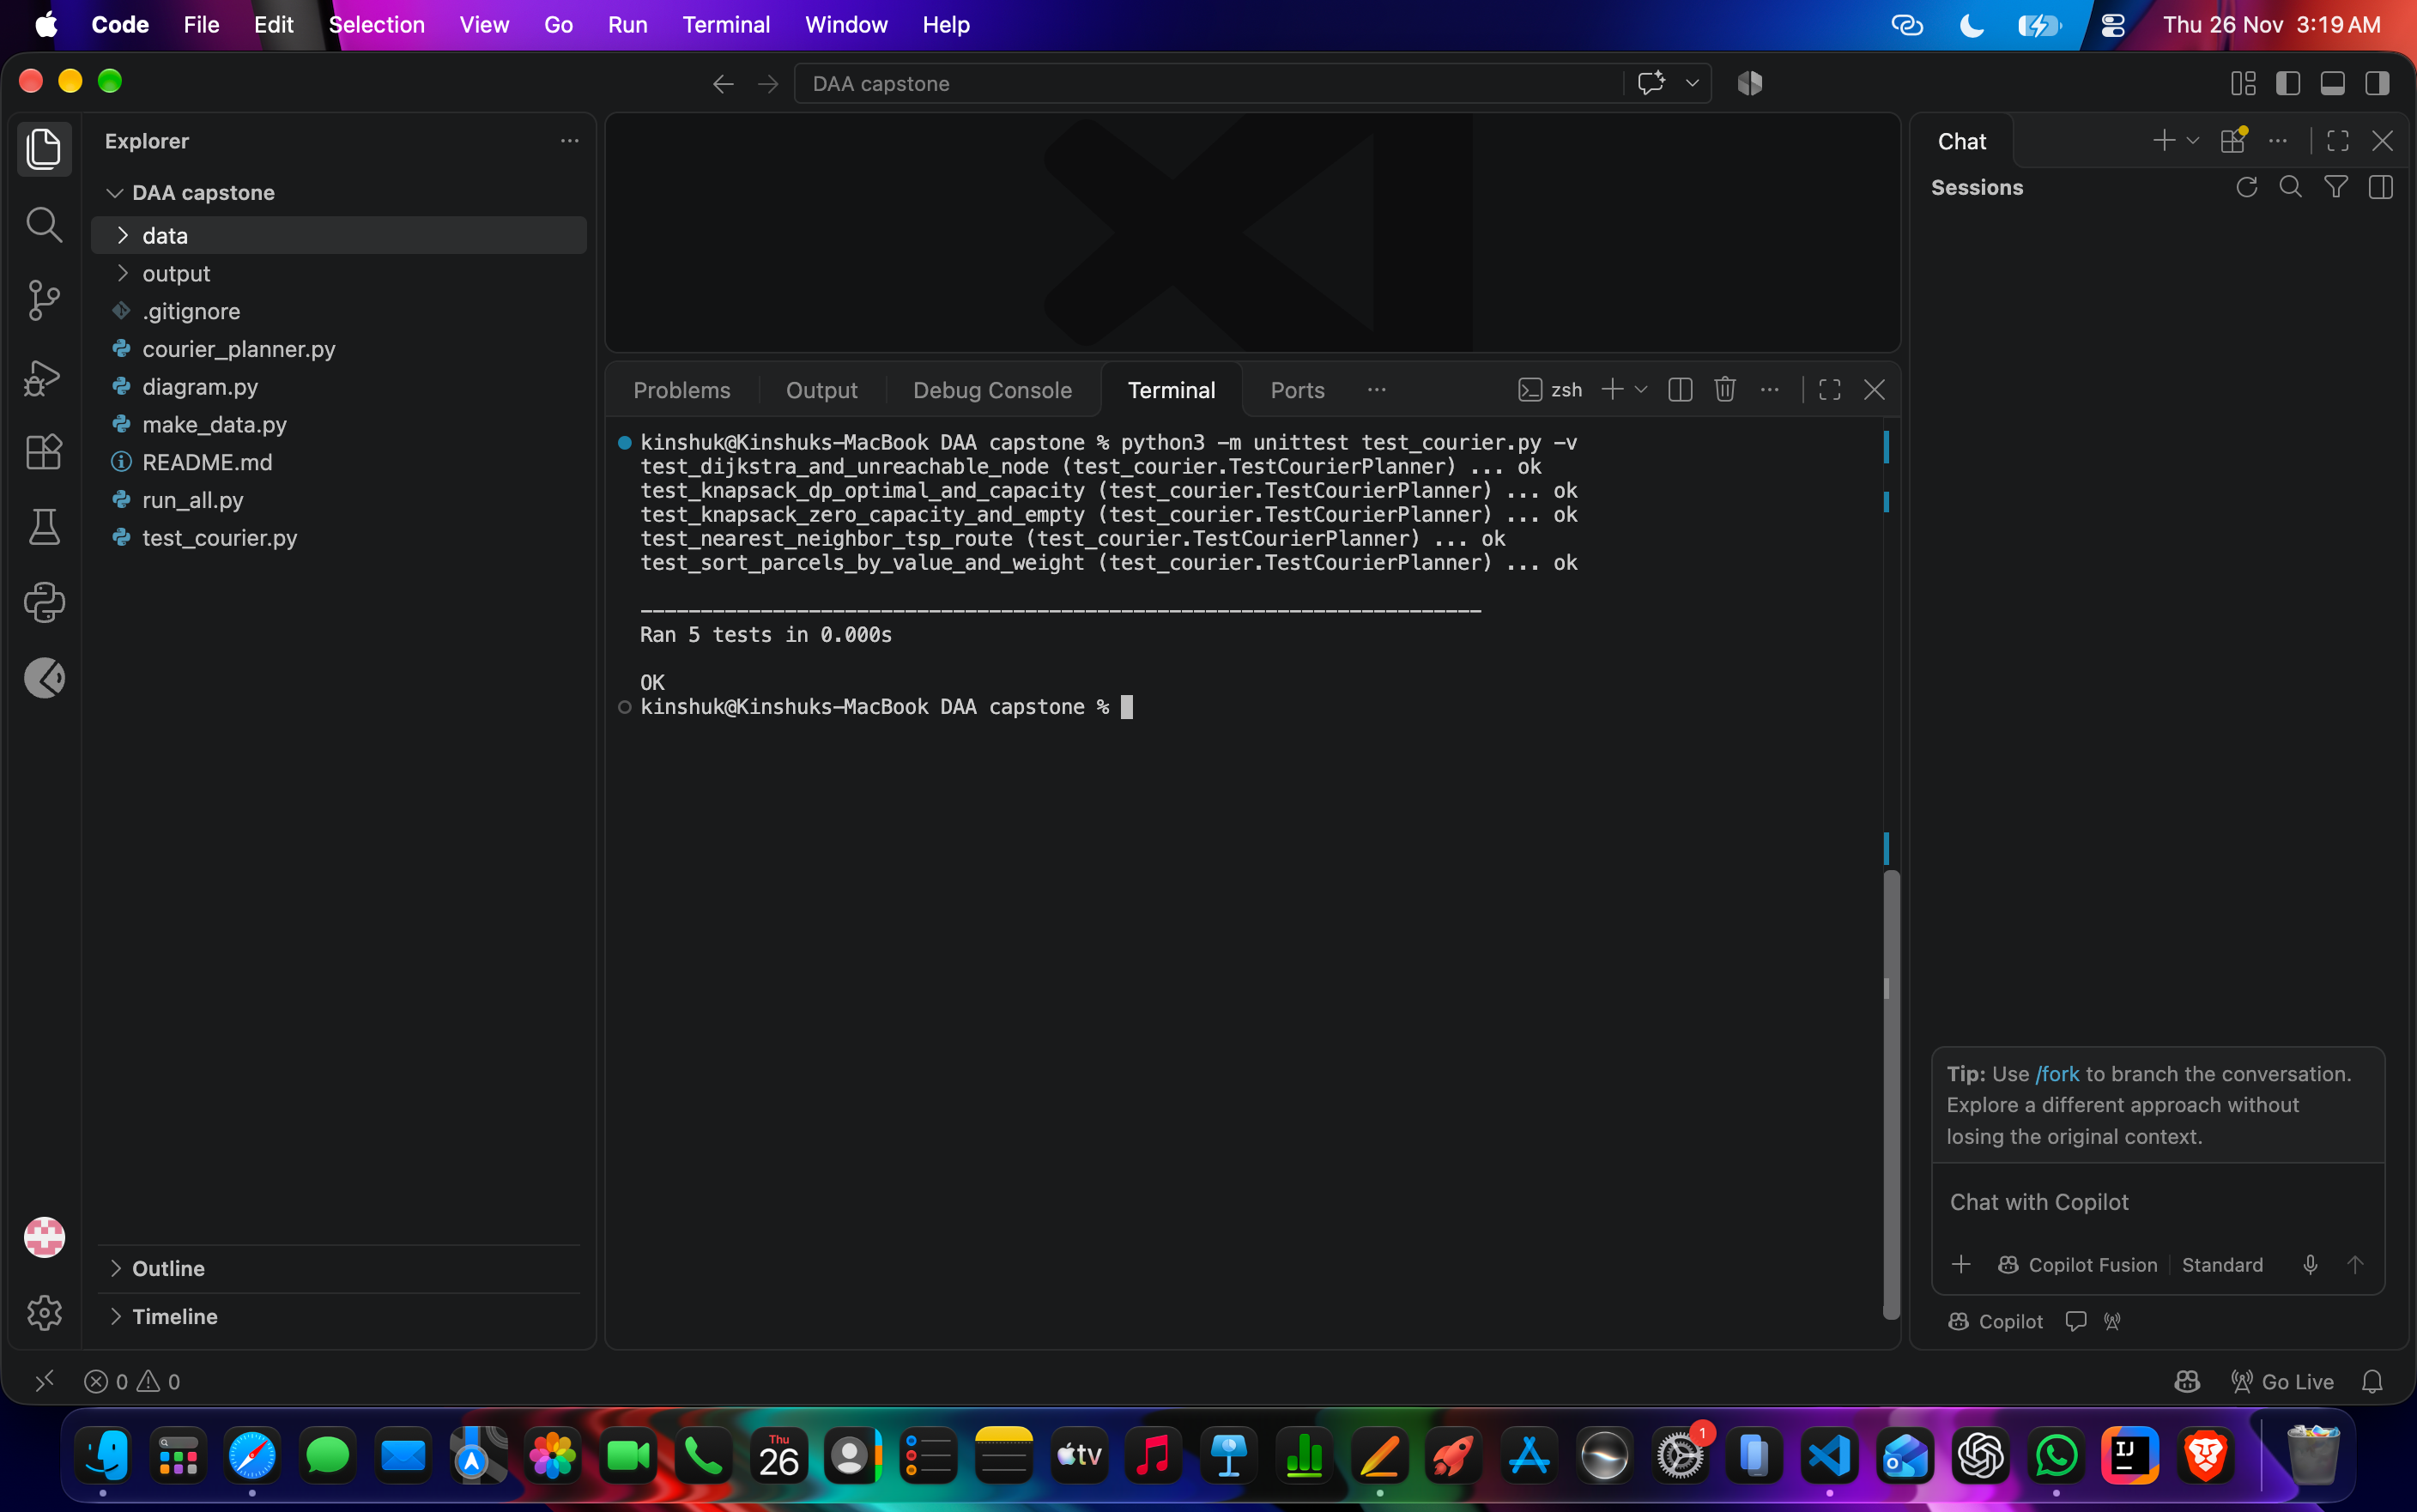 Code File Edit Selection View Go Run Terminal Window Help Thu 26 Nov 3:19 AM
DAA capstone
Explorer
DAA capstone
data
output
.gitignore
courier_planner.py
diagram.py
make_data.py
README.md
run_all.py
test_courier.py
Outline
Timeline
Problems Output Debug Console Terminal Ports zsh
kinshuk@Kinshuks-MacBook DAA capstone % python3 -m unittest test_courier.py -v
test_dijkstra_and_unreachable_node (test_courier.TestCourierPlanner) ... ok
test_knapsack_dp_optimal_and_capacity (test_courier.TestCourierPlanner) ... ok
test_knapsack_zero_capacity_and_empty (test_courier.TestCourierPlanner) ... ok
test_nearest_neighbor_tsp_route (test_courier.TestCourierPlanner) ... ok
test_sort_parcels_by_value_and_weight (test_courier.TestCourierPlanner) ... ok
----------------------------------------------------------------------
Ran 5 tests in 0.000s
OK
kinshuk@Kinshuks-MacBook DAA capstone %
Chat
Sessions
Tip: Use /fork to branch the conversation.
Explore a different approach without
losing the original context.
Chat with Copilot
Copilot Fusion Standard
Copilot
0 0 Go Live
Thu
26
tv
1
IJ